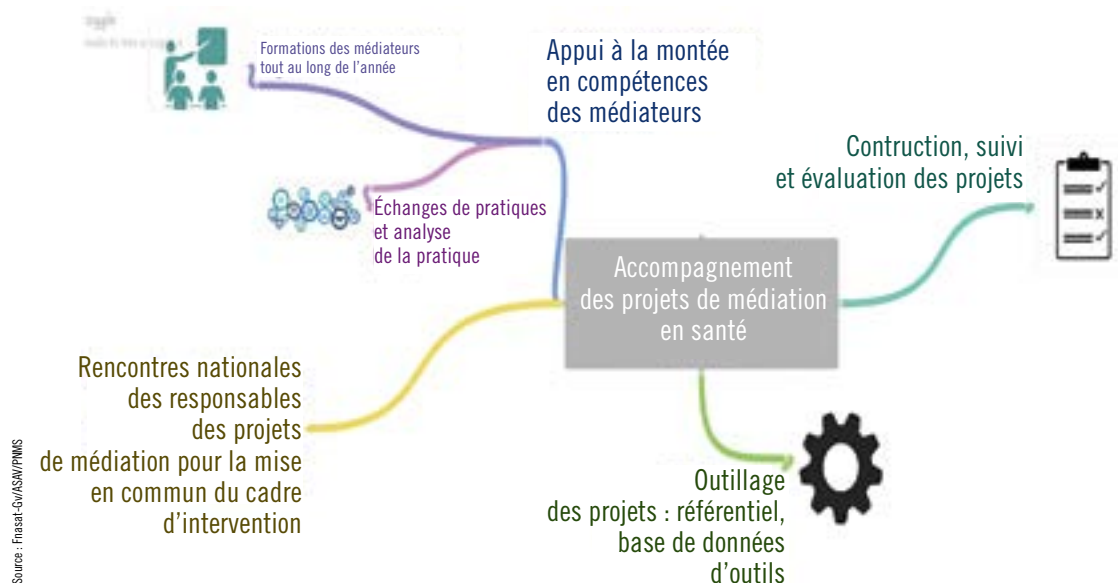 Formations des médiateurs
tout au long de l'année
Appui à la montée
en compétences
des médiateurs
Contruction, suivi
et évaluation des projets
Échanges de pratiques
et analyse
de la pratique
Accompagnement
des projets de médiation
en santé
Rencontres nationales
des responsables
des projets
de médiation pour la mise
en commun du cadre
d'intervention
Outillage
des projets : référentiel,
base de données
d'outils
Source : Fnasat-Gv/ASAV/PNMS